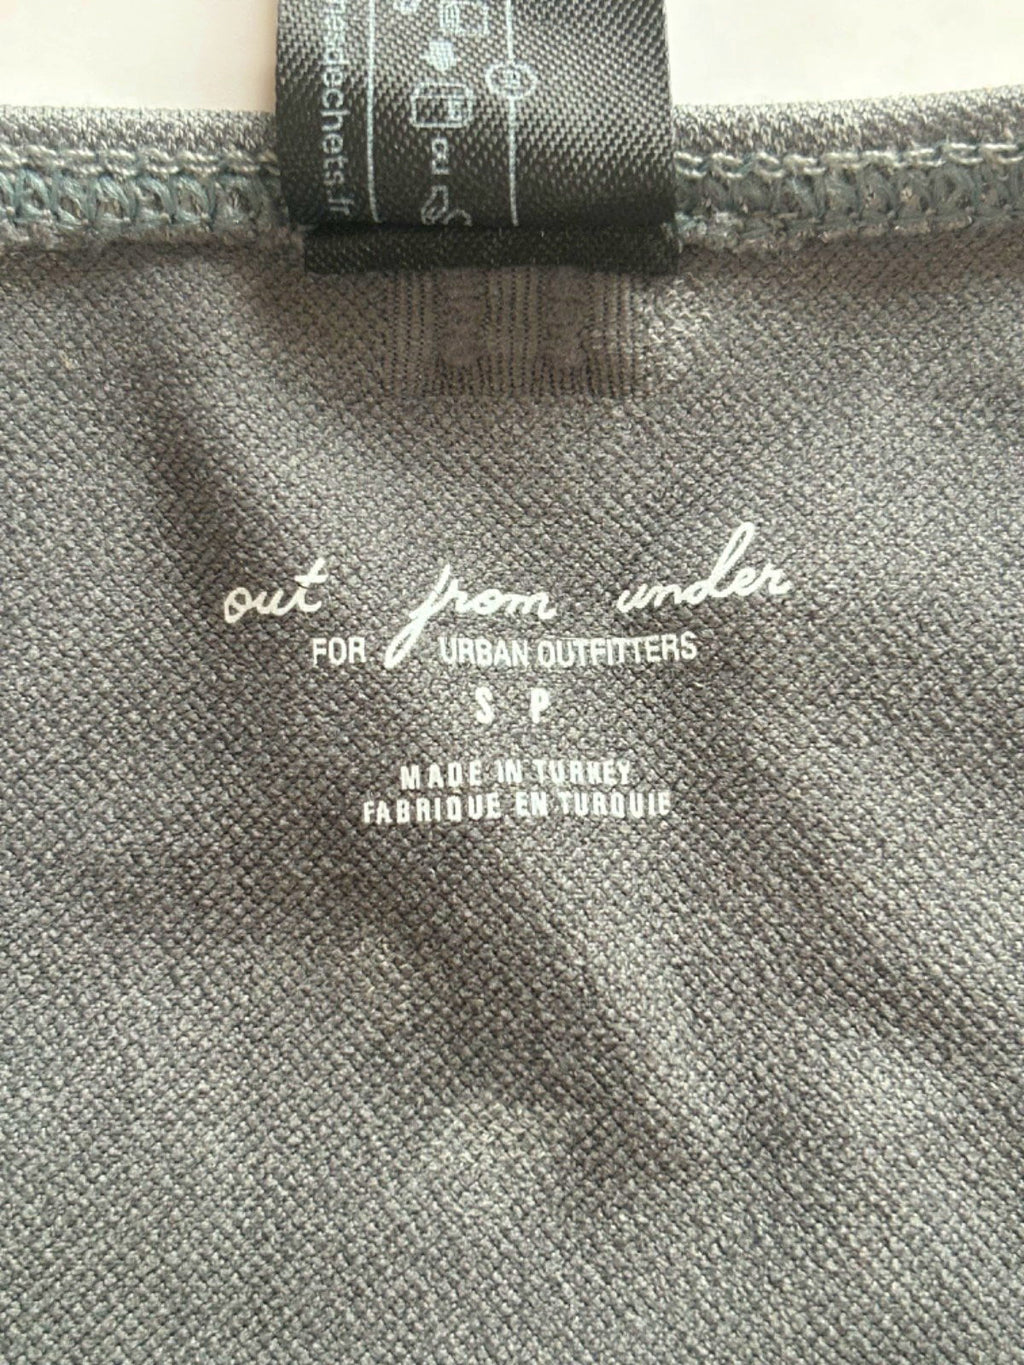 out from under
FOR URBAN OUTFITTERS
S P
MADE IN TURKEY
FABRIQUE EN TURQUIE